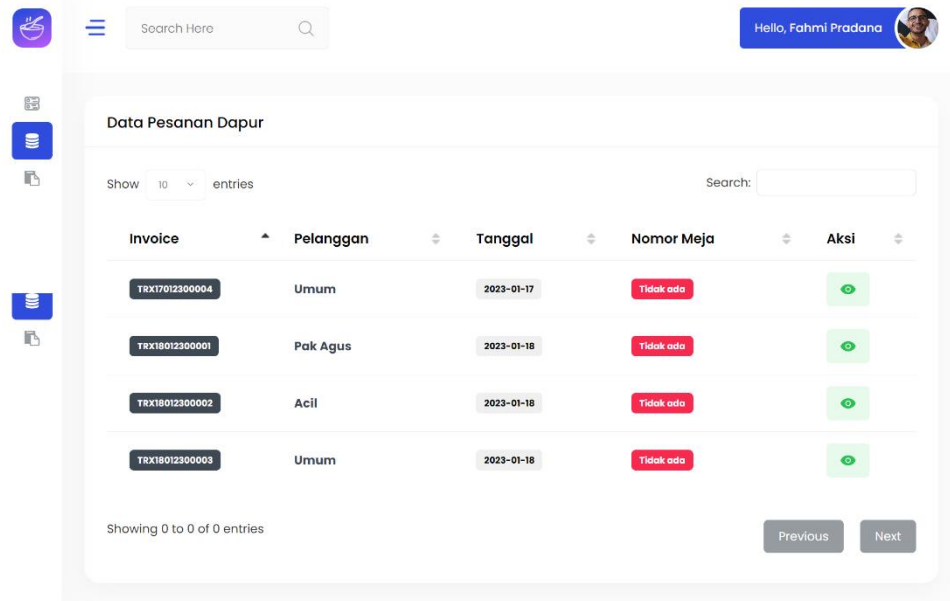 Search Here
Hello, Fahmi Pradana
Data Pesanan Dapur
Show 10 entries Search:
Invoice Pelanggan Tanggal Nomor Meja Aksi
TRX17012300004 Umum 2023-01-17 Tidak ada
TRX18012300001 Pak Agus 2023-01-18 Tidak ada
TRX18012300002 Acil 2023-01-18 Tidak ada
TRX18012300003 Umum 2023-01-18 Tidak ada
Showing 0 to 0 of 0 entries Previous Next